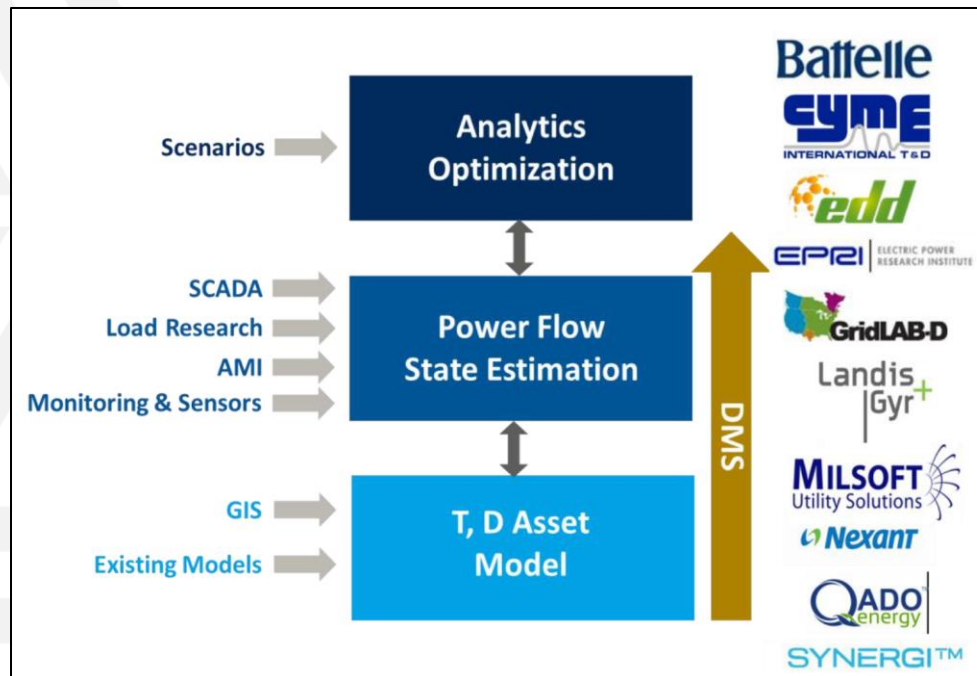 Scenarios
Analytics
Optimization
SCADA
Load Research
AMI
Monitoring & Sensors
Power Flow
State Estimation
GIS
Existing Models
T, D Asset
Model
DMS
Battelle
CYME
INTERNATIONAL T&D
edd
EPRI | ELECTRIC POWER
RESEARCH INSTITUTE
GridLAB-D
Landis
Gyr+
MILSOFT
Utility Solutions
Nexant
QADO
energy
SYNERGI™